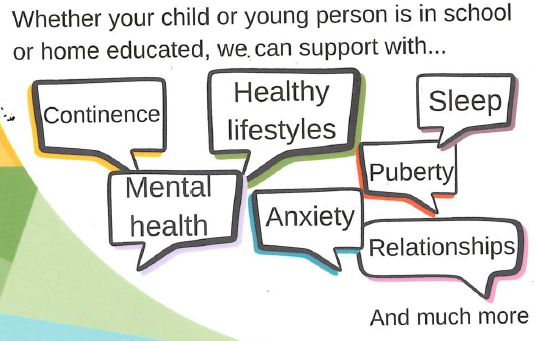 Whether your child or young person is in school
or home educated, we can support with...
Continence
Healthy
lifestyles
Sleep
Mental
health
Anxiety
Puberty
Relationships
And much more